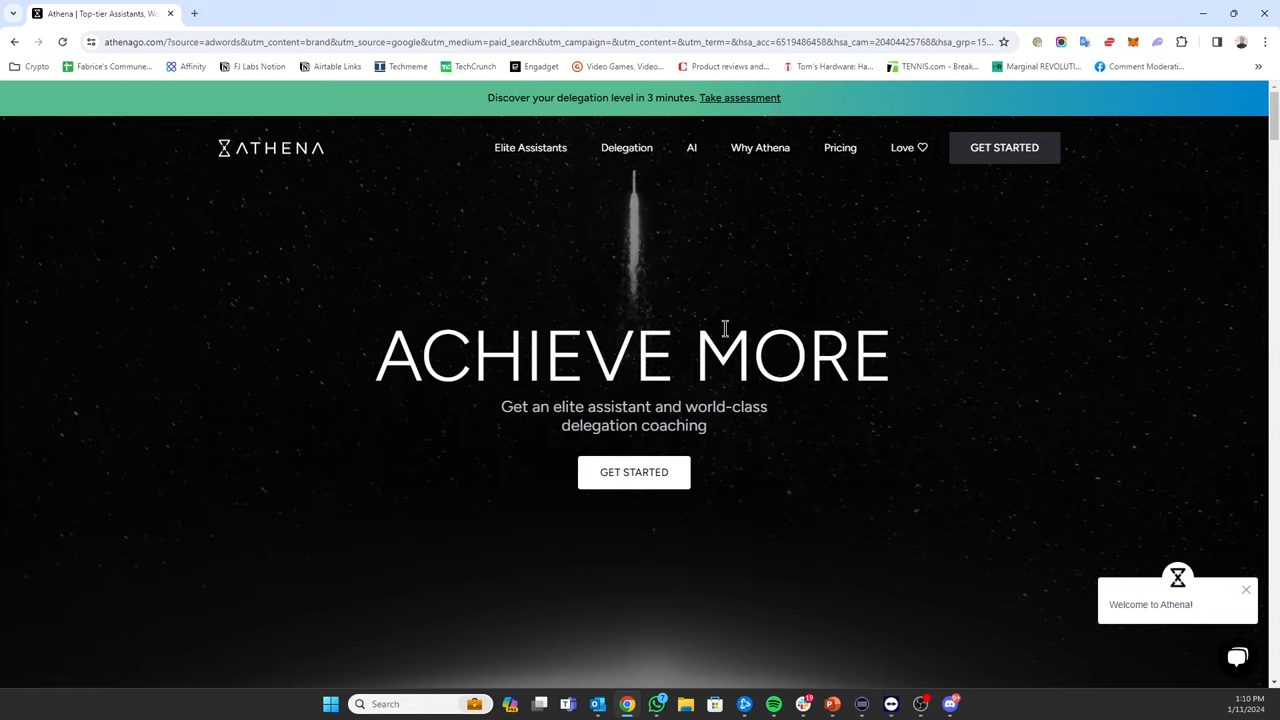 Athena | Top-tier Assistants, Wo
athenago.com/?source=adwords&utm_content=brand&utm_source=google&utm_medium=paid_search&utm_campaign=&utm_content=&utm_term=&hsa_acc=6519486458&hsa_cam=20404425768&hsa_grp=15...
Crypto
Fabrice's Commune...
Affinity
FJ Labs Notion
Airtable Links
Techmeme
TechCrunch
Engadget
Video Games, Video...
Product reviews and...
Tom's Hardware: Ha...
TENNIS.com - Break...
Marginal REVOLUTI...
Comment Moderati...
Discover your delegation level in 3 minutes. Take assessment
ATHENA
Elite Assistants
Delegation
AI
Why Athena
Pricing
Love
GET STARTED
ACHIEVE MORE
Get an elite assistant and world-class
delegation coaching
GET STARTED
Welcome to Athena!
Search
7
19
9+
1:10 PM
1/11/2024